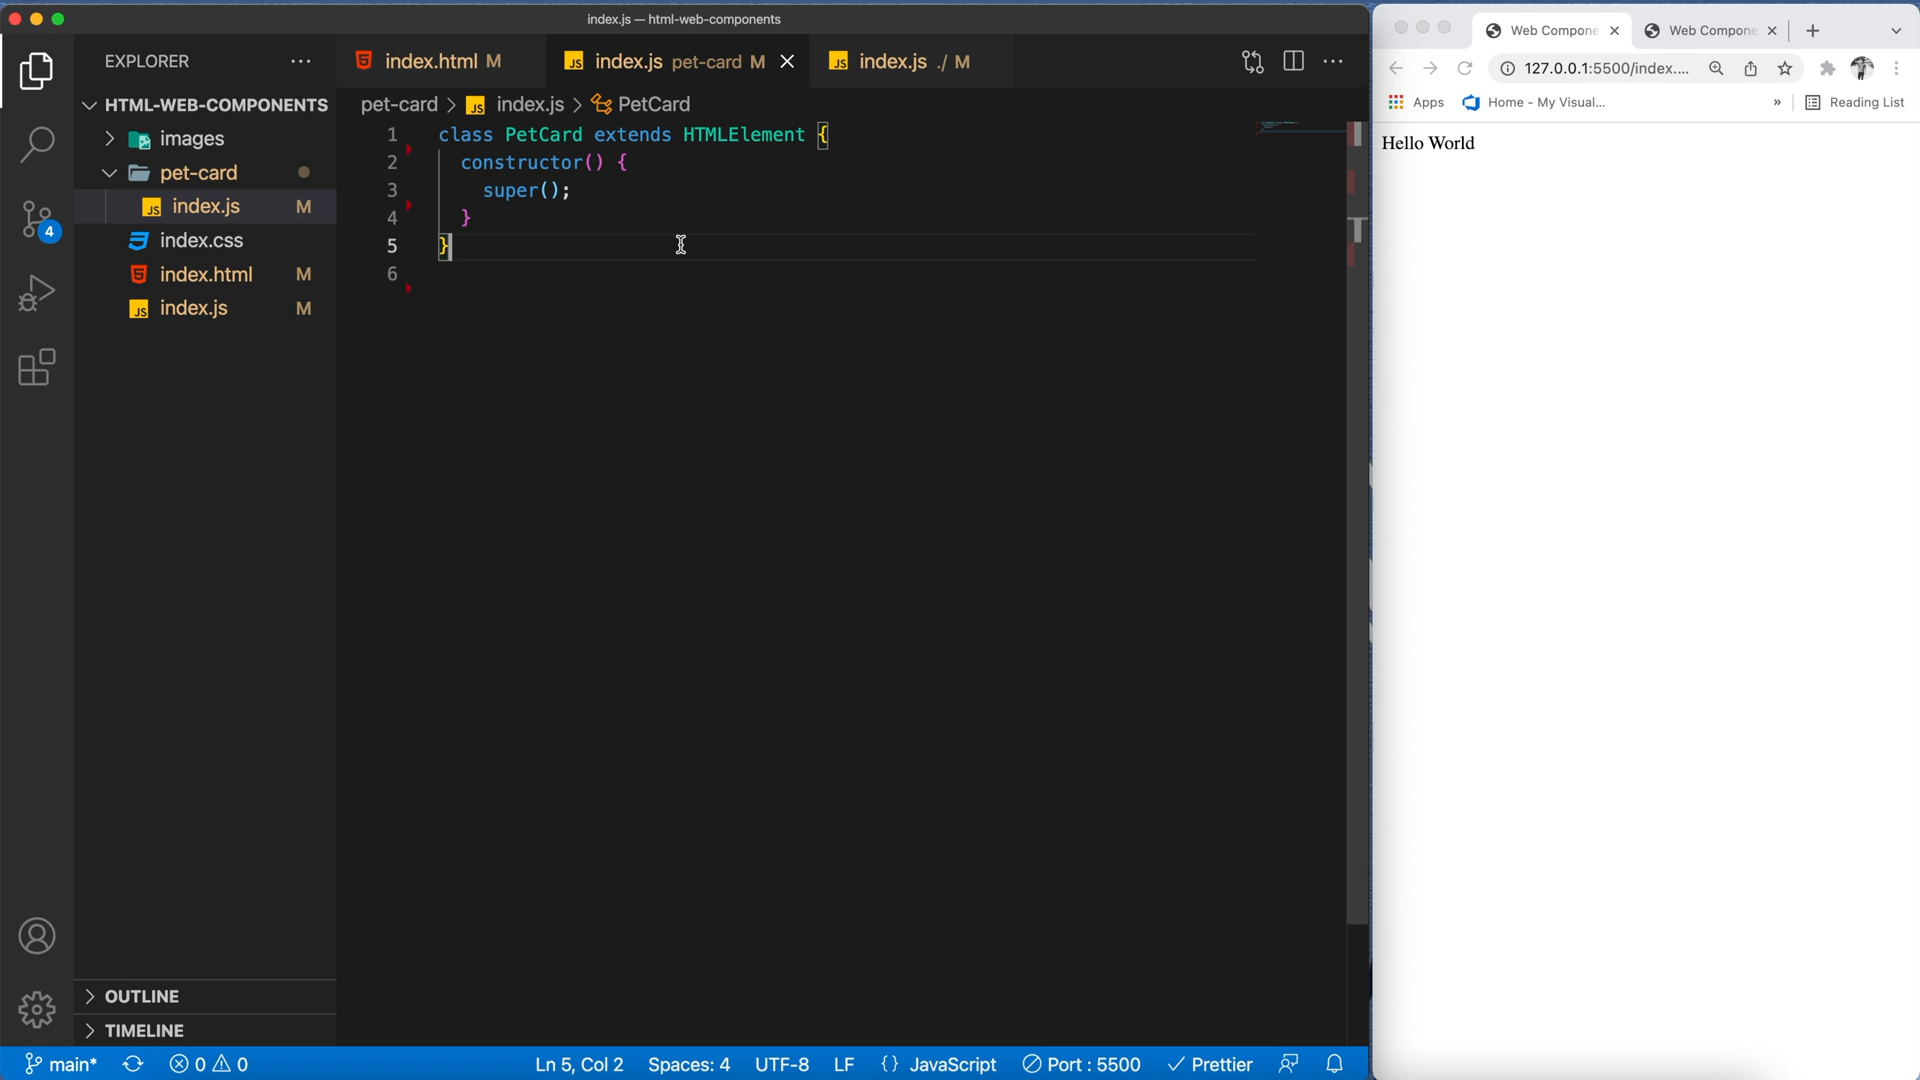 index.js — html-web-components
EXPLORER
HTML-WEB-COMPONENTS
images
pet-card
index.js M
index.css
index.html M
index.js M
OUTLINE
TIMELINE
4
index.html M
index.js pet-card M
index.js ./ M
pet-card > index.js > PetCard
1 class PetCard extends HTMLElement {
2 constructor() {
3 super();
4 }
5 }
6
main*
0 0
Ln 5, Col 2
Spaces: 4
UTF-8
LF
{} JavaScript
Port : 5500
Prettier
Web Compone
Web Compone
127.0.0.1:5500/index....
Apps
Home - My Visual...
»
Reading List
Hello World